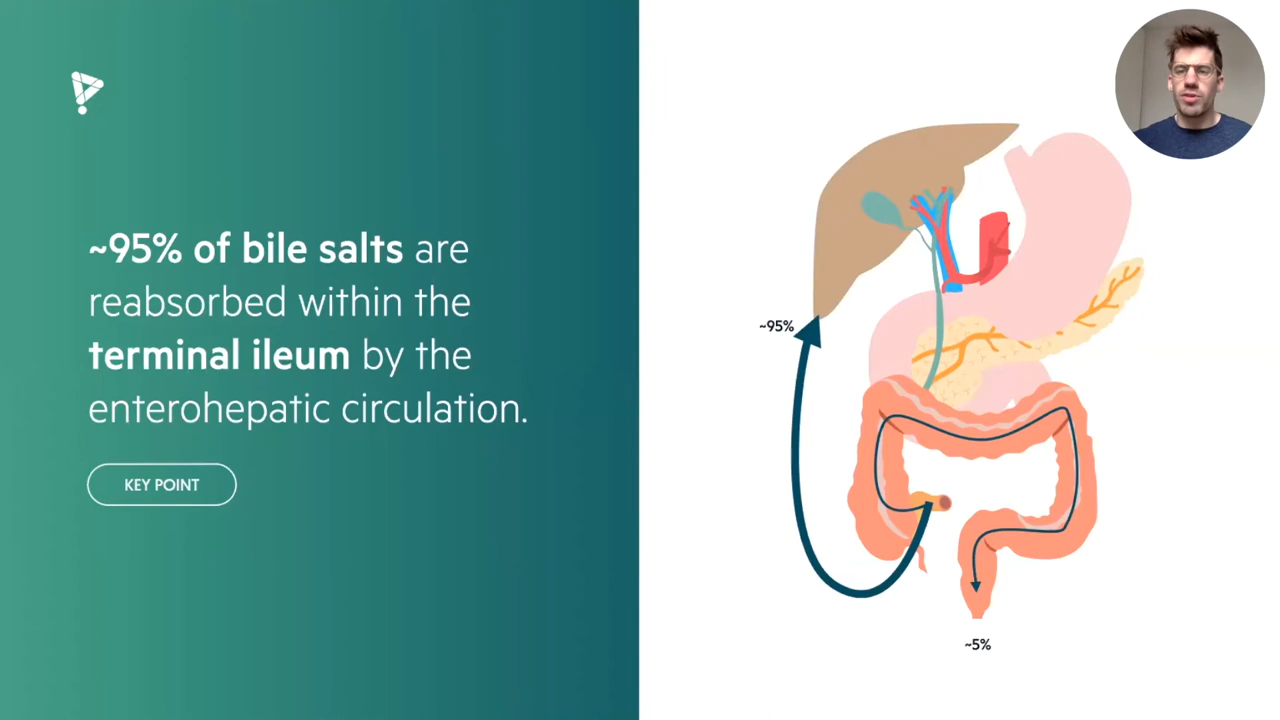 ~95% of bile salts are
reabsorbed within the
terminal ileum by the
enterohepatic circulation.
KEY POINT
~95%
~5%